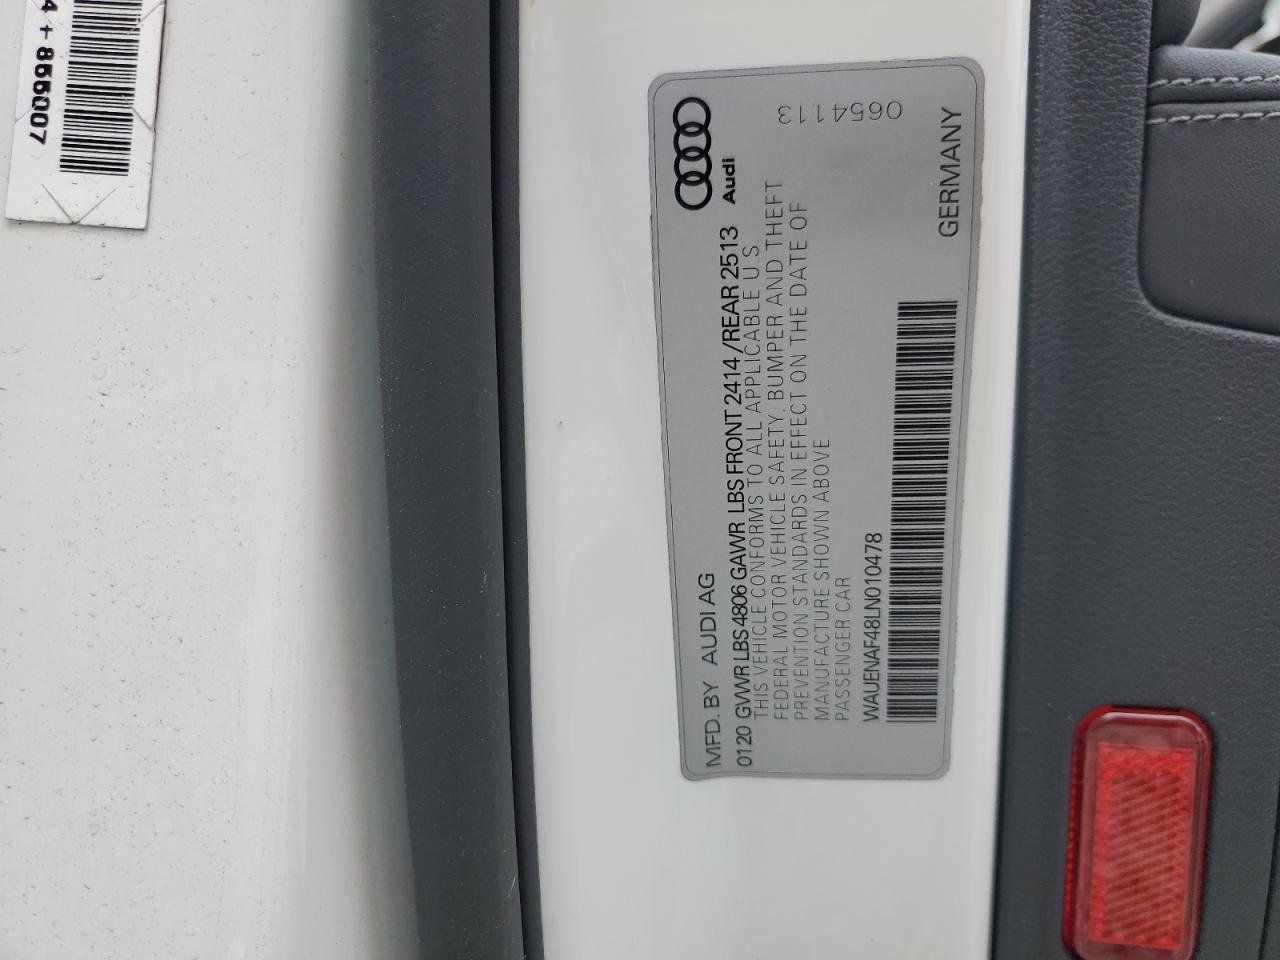 4 + 866007
Audi
0654113
MFD. BY AUDI AG
0120 GVWR LBS 4806 GAWR LBS FRONT 2414 /REAR 2513
THIS VEHICLE CONFORMS TO ALL APPLICABLE U.S.
FEDERAL MOTOR VEHICLE SAFETY, BUMPER AND THEFT
PREVENTION STANDARDS IN EFFECT ON THE DATE OF
MANUFACTURE SHOWN ABOVE
PASSENGER CAR
WAUENAF48LN010478
GERMANY